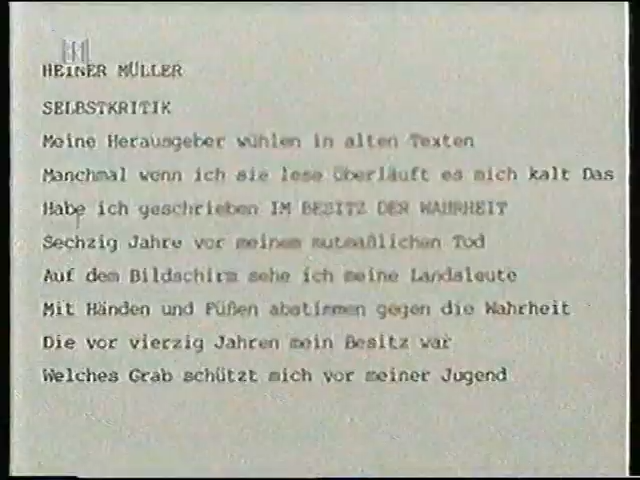 HEINER MÜLLER
SELBSTKRITIK
Meine Herausgeber wühlen in alten Texten
Manchmal wenn ich sie lese überläuft es mich kalt Das
Habe ich geschrieben IM BESITZ DER WAHRHEIT
Sechzig Jahre vor meinem mutmaßlichen Tod
Auf dem Bildschirm sehe ich meine Landsleute
Mit Händen und Füßen abstimmen gegen die Wahrheit
Die vor vierzig Jahren mein Besitz war
Welches Grab schützt mich vor meiner Jugend